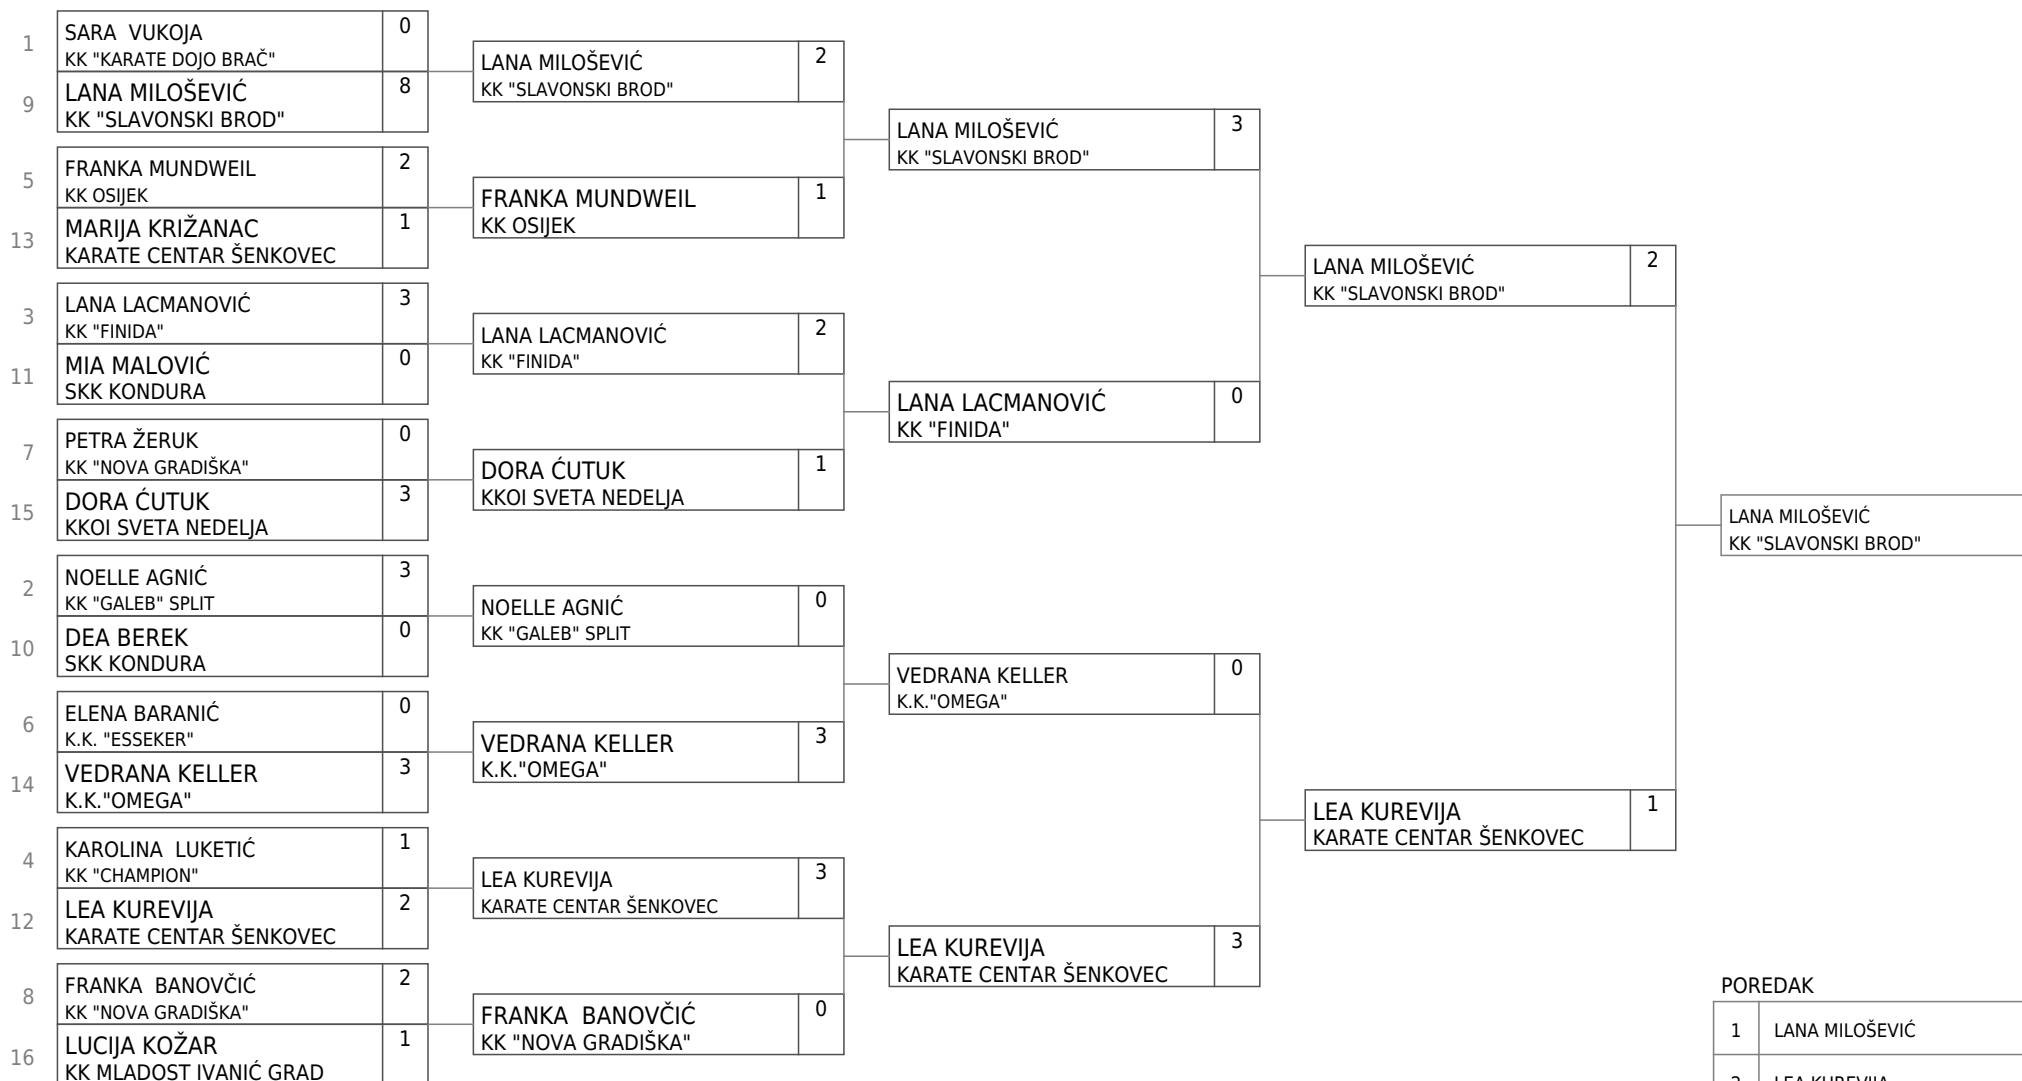 1
SARA  VUKOJA
0
KK "KARATE DOJO BRAČ"
9
LANA MILOŠEVIĆ
8
KK "SLAVONSKI BROD"
5
FRANKA MUNDWEIL
2
KK OSIJEK
13
MARIJA KRIŽANAC
1
KARATE CENTAR ŠENKOVEC
3
LANA LACMANOVIĆ
3
KK "FINIDA"
11
MIA MALOVIĆ
0
SKK KONDURA
7
PETRA ŽERUK
0
KK "NOVA GRADIŠKA"
15
DORA ĆUTUK
3
KKOI SVETA NEDELJA
2
NOELLE AGNIĆ
3
KK "GALEB" SPLIT
10
DEA BEREK
0
SKK KONDURA
6
ELENA BARANIĆ
0
K.K. "ESSEKER"
14
VEDRANA KELLER
3
K.K."OMEGA"
4
KAROLINA  LUKETIĆ
1
KK "CHAMPION"
12
LEA KUREVIJA
2
KARATE CENTAR ŠENKOVEC
8
FRANKA  BANOVČIĆ
2
KK "NOVA GRADIŠKA"
16
LUCIJA KOŽAR
1
KK MLADOST IVANIĆ GRAD
LANA MILOŠEVIĆ
2
KK "SLAVONSKI BROD"
FRANKA MUNDWEIL
1
KK OSIJEK
LANA LACMANOVIĆ
2
KK "FINIDA"
DORA ĆUTUK
1
KKOI SVETA NEDELJA
NOELLE AGNIĆ
0
KK "GALEB" SPLIT
VEDRANA KELLER
3
K.K."OMEGA"
LEA KUREVIJA
3
KARATE CENTAR ŠENKOVEC
FRANKA  BANOVČIĆ
0
KK "NOVA GRADIŠKA"
LANA MILOŠEVIĆ
3
KK "SLAVONSKI BROD"
LANA LACMANOVIĆ
0
KK "FINIDA"
VEDRANA KELLER
0
K.K."OMEGA"
LEA KUREVIJA
3
KARATE CENTAR ŠENKOVEC
LANA MILOŠEVIĆ
2
KK "SLAVONSKI BROD"
LEA KUREVIJA
1
KARATE CENTAR ŠENKOVEC
LANA MILOŠEVIĆ
KK "SLAVONSKI BROD"
POREDAK
1 LANA MILOŠEVIĆ
2 LEA KUREVIJA